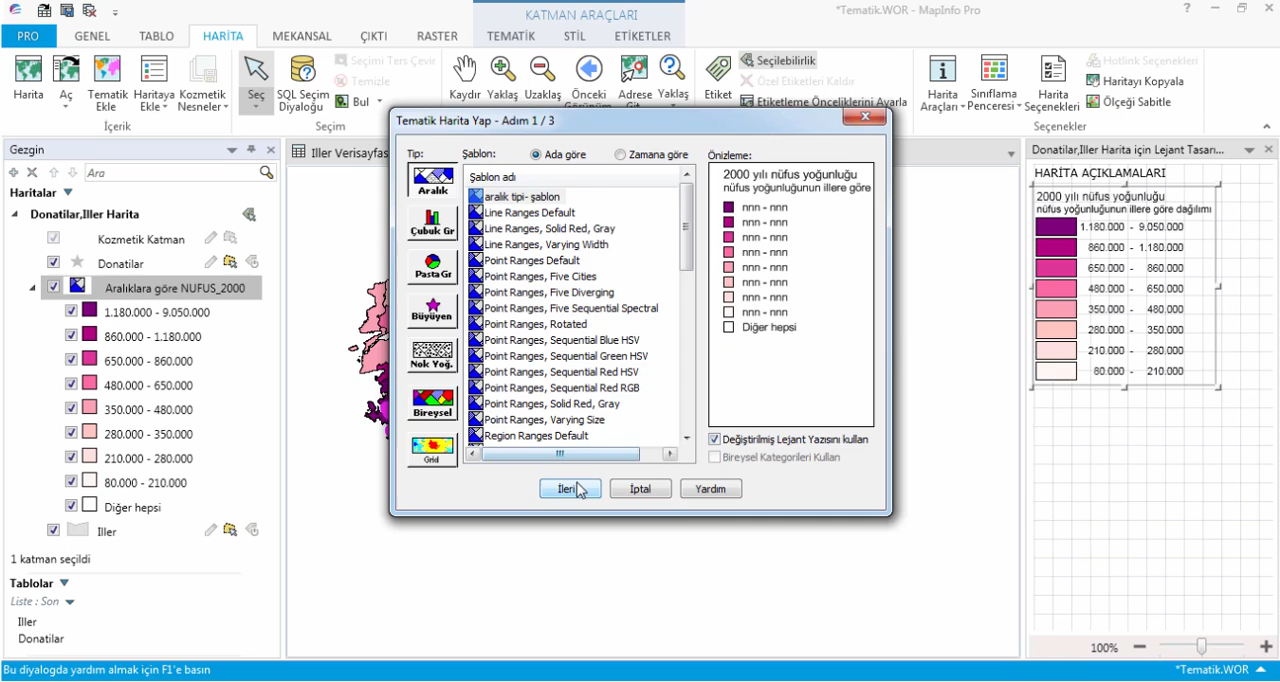 KATMAN ARAÇLARI
*Tematik.WOR - MapInfo Pro
PRO
GENEL
TABLO
HARİTA
MEKANSAL
ÇIKTI
RASTER
TEMATİK
STİL
ETİKETLER
Harita
Aç
Tematik Ekle
Haritaya Ekle
Kozmetik Nesneler
İçerik
Seç
SQL Seçim Diyaloğu
Seçimi Ters Çevir
Temizle
Bul
Seçim
Kaydır
Yaklaş
Uzaklaş
Önceki Görünüm
Adrese Git
Yaklaş
Etiket
Seçilebilirlik
Özel Etiketleri Kaldır
Etiketleme Önceliklerini Ayarla
Harita Araçları
Sınıflama Penceresi
Harita Seçenekleri
Hotlink Seçenekleri
Haritayı Kopyala
Ölçeği Sabitle
Seçenekler
Gezgin
Ara
Haritalar
Donatilar,Iller Harita
Kozmetik Katman
Donatilar
Aralıklara göre NUFUS_2000
1.180.000 - 9.050.000
860.000 - 1.180.000
650.000 - 860.000
480.000 - 650.000
350.000 - 480.000
280.000 - 350.000
210.000 - 280.000
80.000 - 210.000
Diğer hepsi
Iller
1 katman seçildi
Tablolar
Liste : Son
Iller
Donatilar
Iller Verisayfas
Tematik Harita Yap - Adım 1 / 3
Tip:
Aralık
Çubuk Gr
Pasta Gr
Büyüyen
Nok Yoğ.
Bireysel
Grid
Şablon:
Ada göre
Zamana göre
Şablon adı
aralık tipi- şablon
Line Ranges Default
Line Ranges, Solid Red, Gray
Line Ranges, Varying Width
Point Ranges Default
Point Ranges, Five Cities
Point Ranges, Five Diverging
Point Ranges, Five Sequential Spectral
Point Ranges, Rotated
Point Ranges, Sequential Blue HSV
Point Ranges, Sequential Green HSV
Point Ranges, Sequential Red HSV
Point Ranges, Sequential Red RGB
Point Ranges, Solid Red, Gray
Point Ranges, Varying Size
Region Ranges Default
Önizleme:
2000 yılı nüfus yoğunluğu
nüfus yoğunluğunun illere göre
nnn - nnn
nnn - nnn
nnn - nnn
nnn - nnn
nnn - nnn
nnn - nnn
nnn - nnn
nnn - nnn
Diğer hepsi
Değiştirilmiş Lejant Yazısını kullan
Bireysel Kategorileri Kullan
İleri
İptal
Yardım
Donatilar,Iller Harita için Lejant Tasarı...
HARİTA AÇIKLAMALARI
2000 yılı nüfus yoğunluğu
nüfus yoğunluğunun illere göre dağılımı
1.180.000 - 9.050.000
860.000 - 1.180.000
650.000 - 860.000
480.000 - 650.000
350.000 - 480.000
280.000 - 350.000
210.000 - 280.000
80.000 - 210.000
100%
Bu diyalogda yardım almak için F1'e basın
*Tematik.WOR